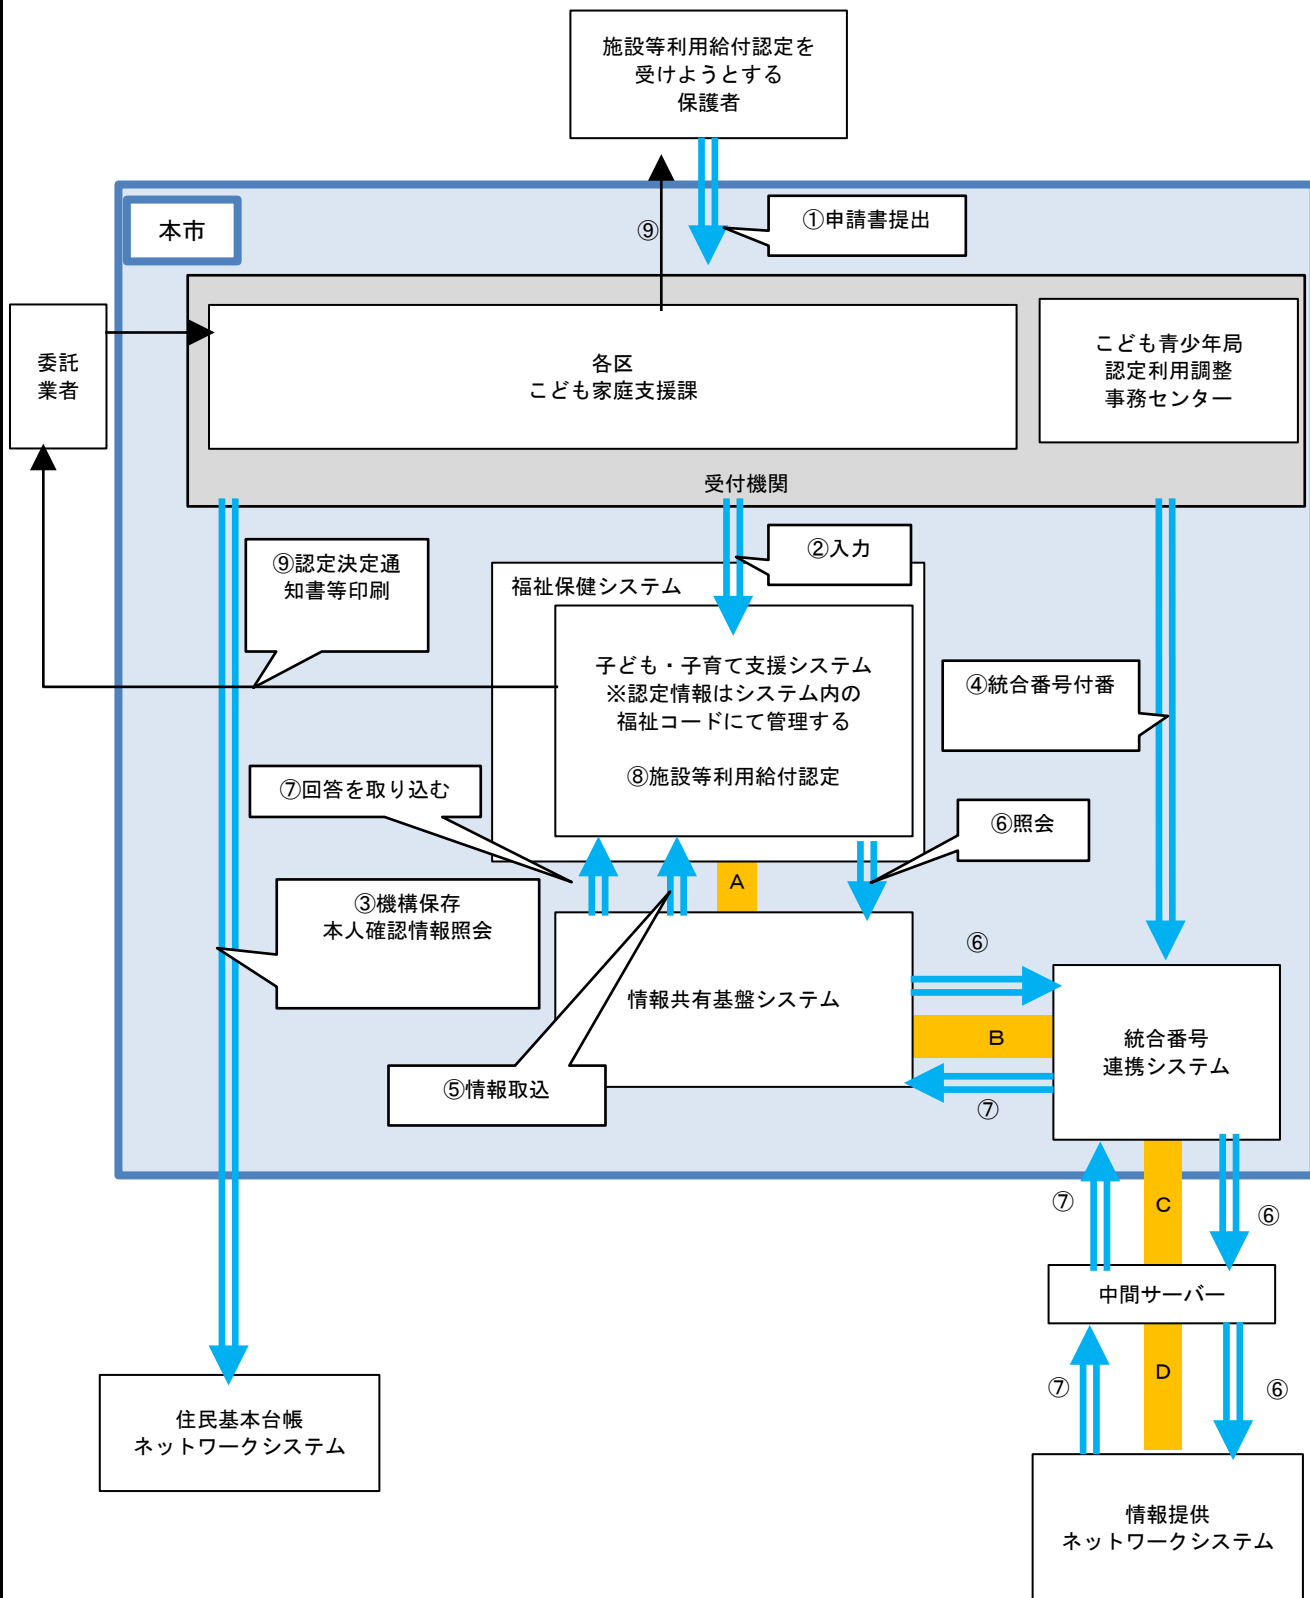 施設等利用給付認定を
受けようとする
保護者
①申請書提出
本市
⑨
委託
業者
各区
こども家庭支援課
こども青少年局
認定利用調整
事務センター
受付機関
②入力
⑨認定決定通
知書等印刷
福祉保健システム
子ども・子育て支援システム
※認定情報はシステム内の
福祉コードにて管理する
⑧施設等利用給付認定
④統合番号付番
⑦回答を取り込む
⑥照会
A
③機構保存
本人確認情報照会
⑥
情報共有基盤システム
B
統合番号
連携システム
⑤情報取込
⑦
⑦
C
⑥
中間サーバー
⑦
D
⑥
住民基本台帳
ネットワークシステム
情報提供
ネットワークシステム